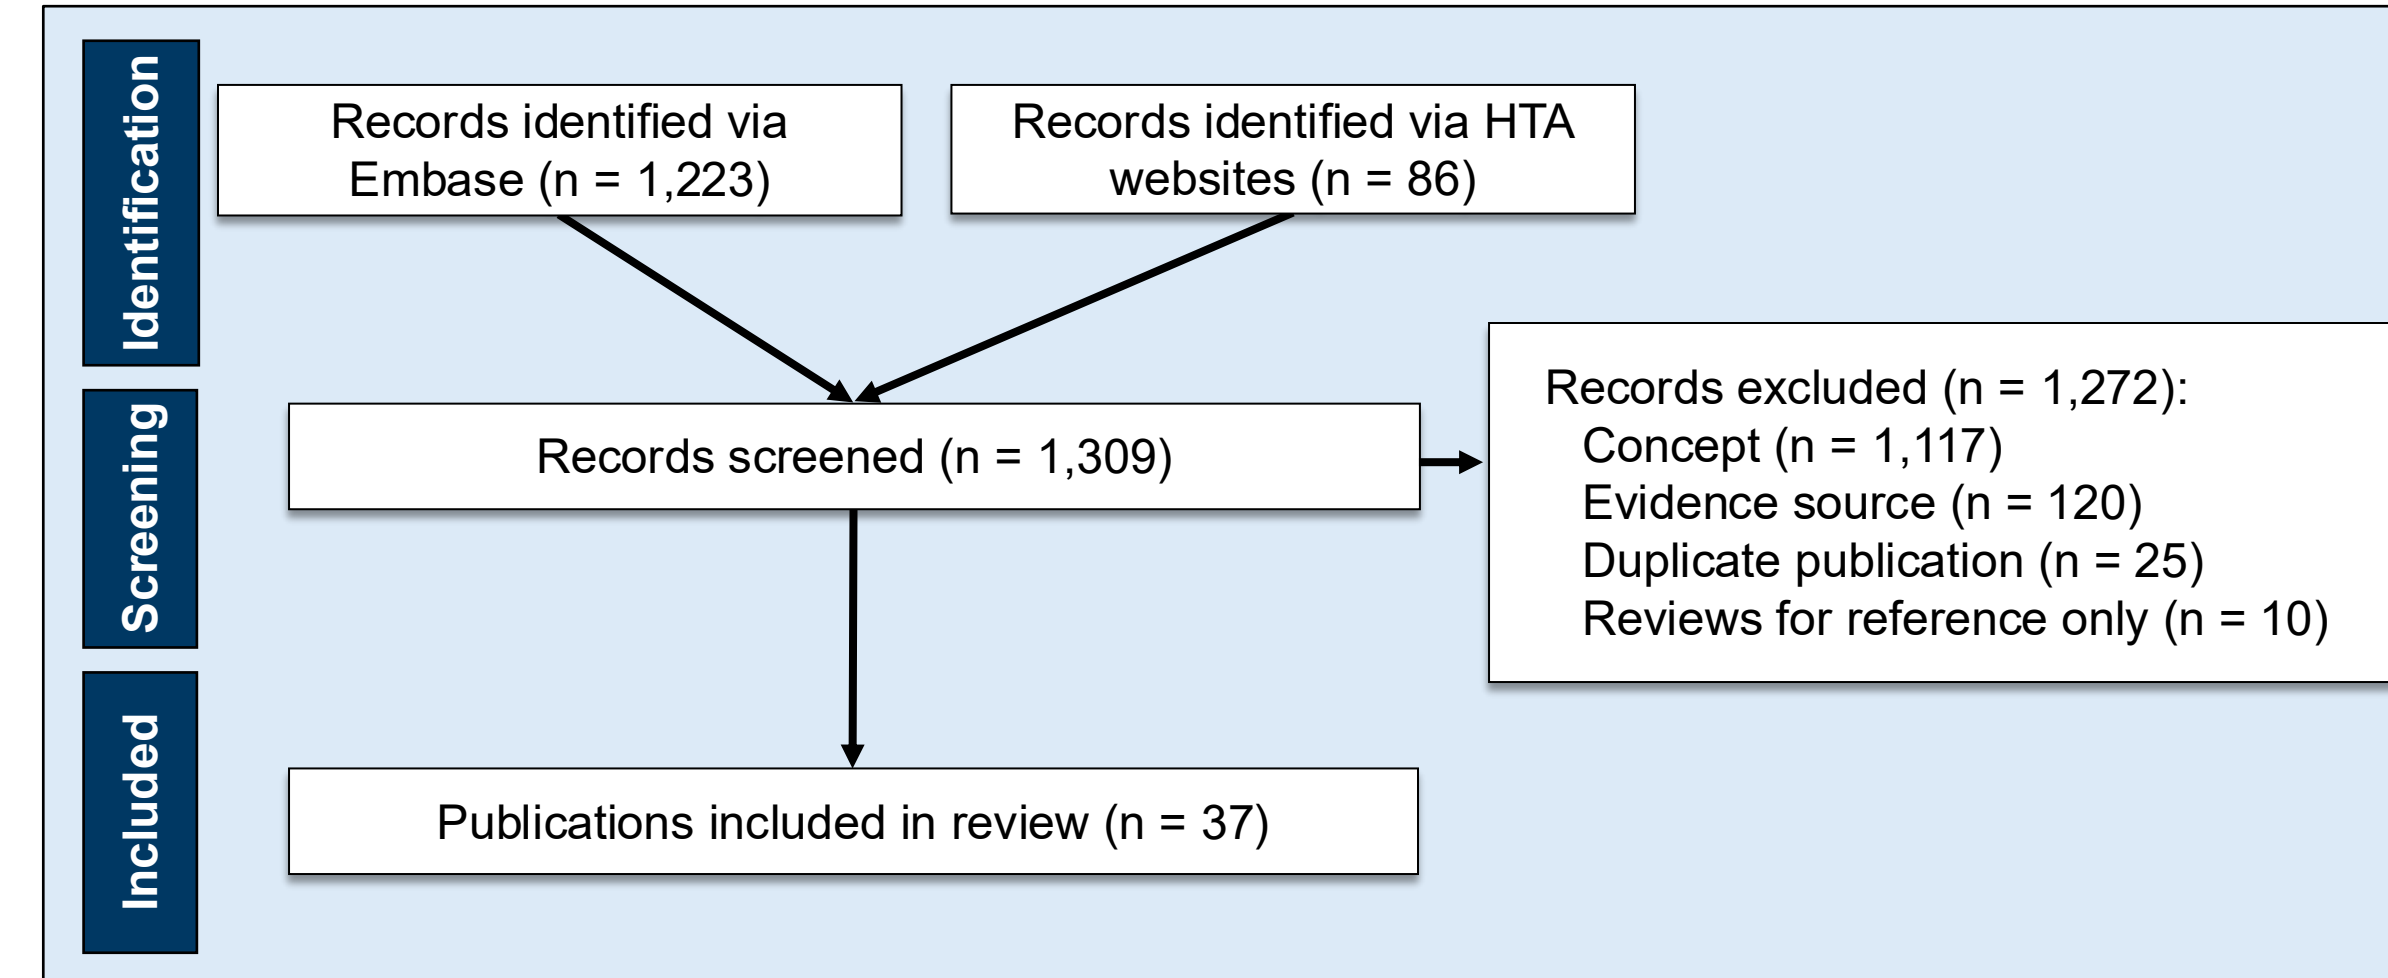 Identification
Records identified via
Embase (n = 1,223)
Records identified via HTA
websites (n = 86)
Screening
Records screened (n = 1,309)
Records excluded (n = 1,272):
Concept (n = 1,117)
Evidence source (n = 120)
Duplicate publication (n = 25)
Reviews for reference only (n = 10)
Included
Publications included in review (n = 37)